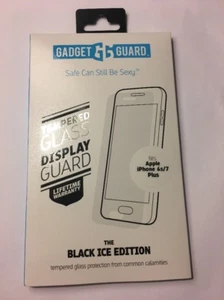 GADGET GG GUARD
Safe Can Still Be Sexy™
TEMPERED
GLASS
DISPLAY
GUARD
LIFETIME
WARRANTY
Apple
iPhone 6s/7
Plus
THE
BLACK ICE EDITION
tempered glass protection from common calamities